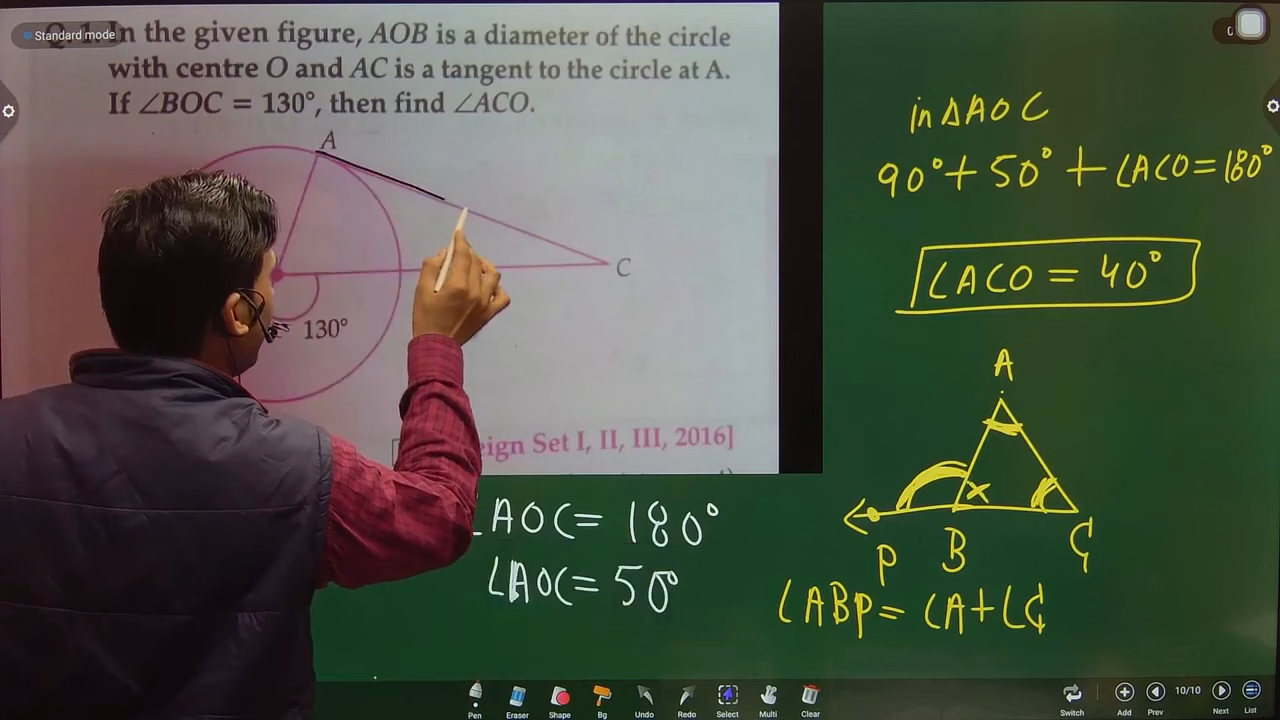 Standard mode
Q.1. In the given figure, AOB is a diameter of the circle
with centre O and AC is a tangent to the circle at A.
If ∠BOC = 130°, then find ∠ACO.
A
C
130°
eign Set I, II, III, 2016]
∠AOC = 180°
∠AOC = 50°
in ΔAOC
90° + 50° + ∠ACO = 180°
∠ACO = 40°
A
x
P B C
∠ABP = ∠A + ∠C
Pen Eraser Shape Bg Undo Redo Select Multi Clear
Switch Add Prev 10/10 Next List